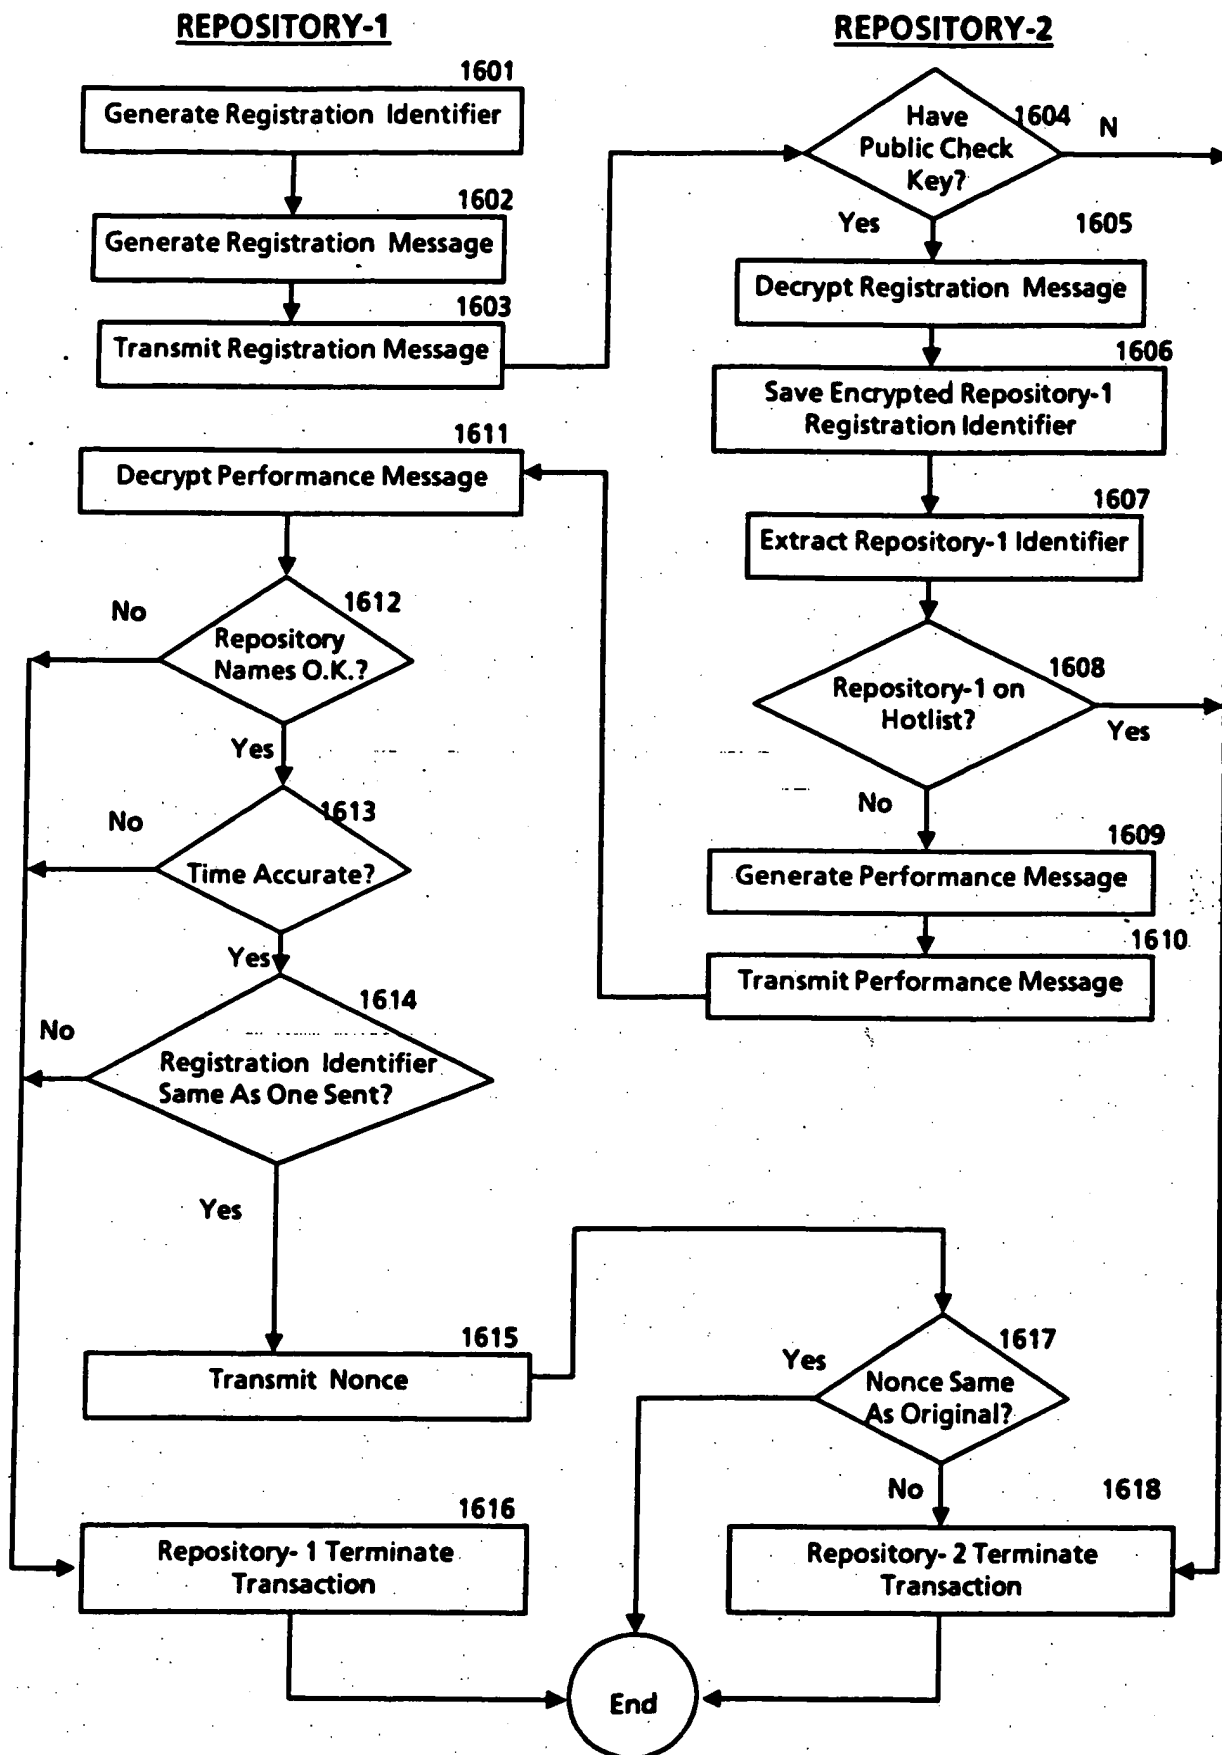 REPOSITORY-1
1601
Generate Registration Identifier
1602
Generate Registration Message
1603
Transmit Registration Message
1611
Decrypt Performance Message
1612
No
Repository
Names O.K.?
Yes
1613
No
Time Accurate?
Yes
1614
No
Registration Identifier
Same As One Sent?
Yes
1615
Transmit Nonce
1616
Repository- 1 Terminate
Transaction
REPOSITORY-2
1604
Have
Public Check
Key?
N
Yes
1605
Decrypt Registration Message
1606
Save Encrypted Repository-1
Registration Identifier
1607
Extract Repository-1 Identifier
1608
Repository-1 on
Hotlist?
Yes
No
1609
Generate Performance Message
1610
Transmit Performance Message
1617
Yes
Nonce Same
As Original?
No
1618
Repository- 2 Terminate
Transaction
End